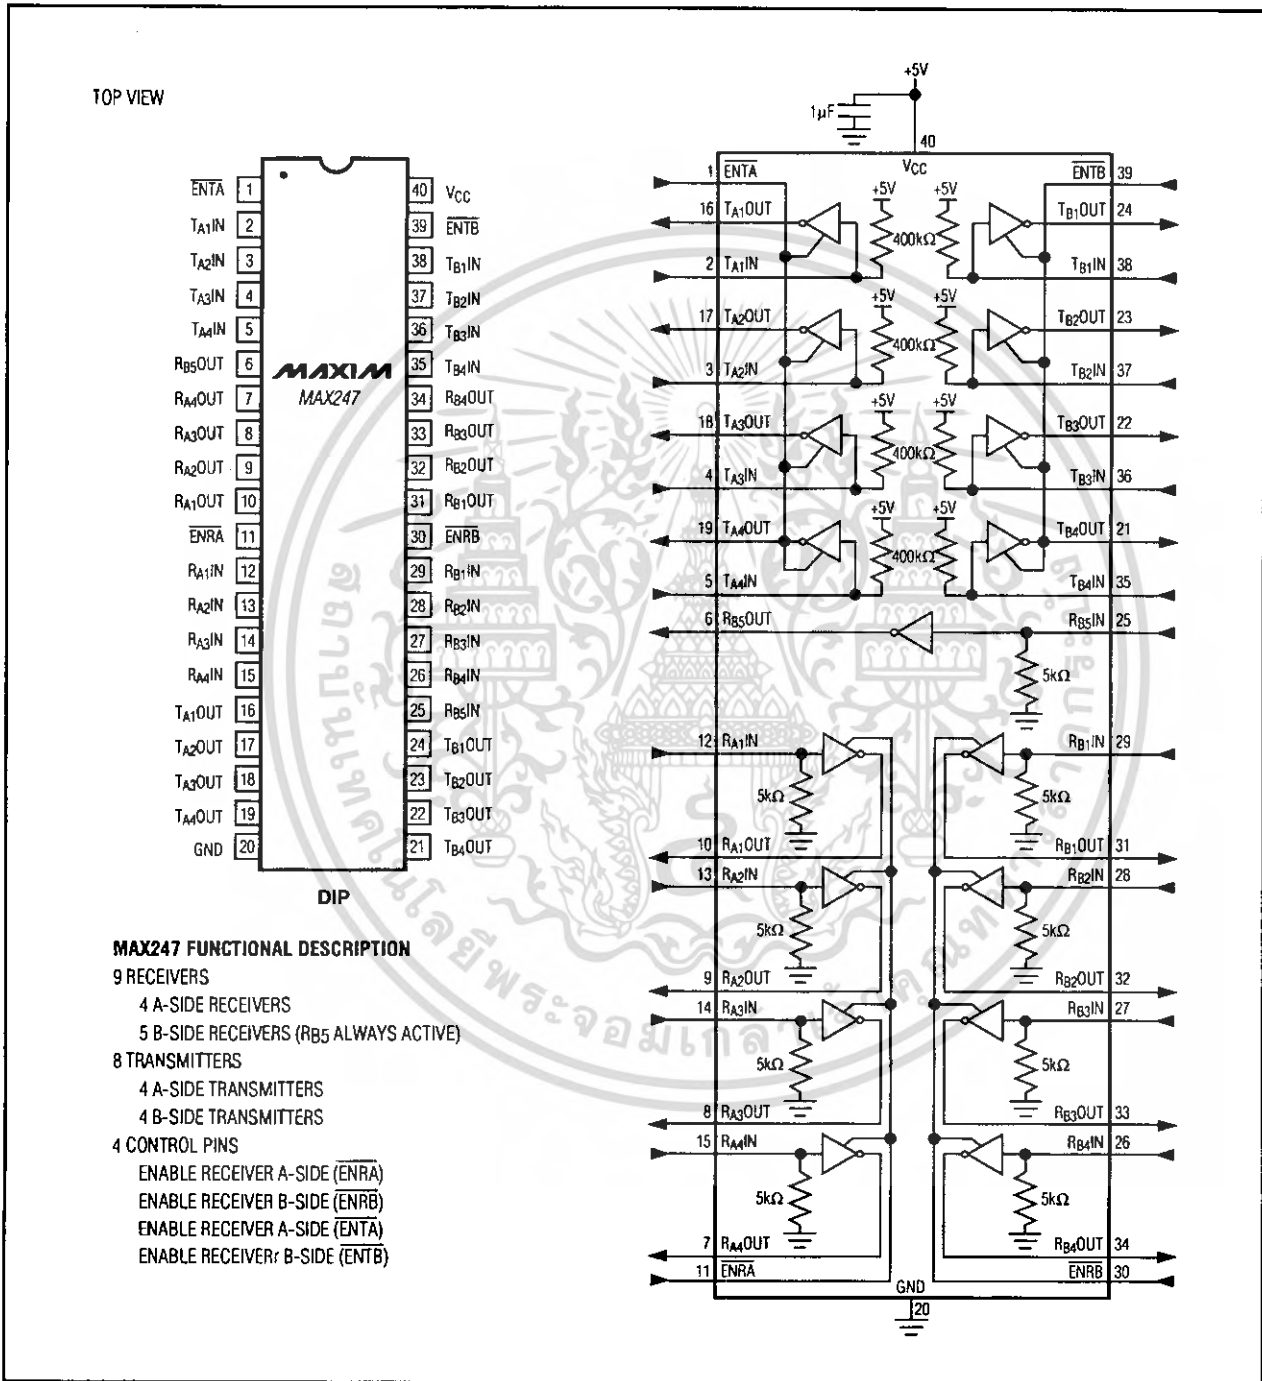 TOP VIEW
ENTA 1
TA1IN 2
TA2IN 3
TA3IN 4
TA4IN 5
RB5OUT 6
RA4OUT 7
RA3OUT 8
RA2OUT 9
RA1OUT 10
ENRA 11
RA1IN 12
RA2IN 13
RA3IN 14
RA4IN 15
TA1OUT 16
TA2OUT 17
TA3OUT 18
TA4OUT 19
GND 20
MAXIM
MAX247
40 VCC
39 ENTB
38 TB1IN
37 TB2IN
36 TB3IN
35 TB4IN
34 RB4OUT
33 RB3OUT
32 RB2OUT
31 RB1OUT
30 ENRB
29 RB1IN
28 RB2IN
27 RB3IN
26 RB4IN
25 RB5IN
24 TB1OUT
23 TB2OUT
22 TB3OUT
21 TB4OUT
DIP
MAX247 FUNCTIONAL DESCRIPTION
9 RECEIVERS
4 A-SIDE RECEIVERS
5 B-SIDE RECEIVERS (RB5 ALWAYS ACTIVE)
8 TRANSMITTERS
4 A-SIDE TRANSMITTERS
4 B-SIDE TRANSMITTERS
4 CONTROL PINS
ENABLE RECEIVER A-SIDE (ENRA)
ENABLE RECEIVER B-SIDE (ENRB)
ENABLE RECEIVER A-SIDE (ENTA)
ENABLE RECEIVERr B-SIDE (ENTB)
+5V
1µF
40
VCC
1 ENTA
ENTB 39
+5V +5V
16 TA1OUT
TB1OUT 24
400kΩ
2 TA1IN
TB1IN 38
+5V +5V
17 TA2OUT
TB2OUT 23
400kΩ
3 TA2IN
TB2IN 37
+5V +5V
18 TA3OUT
TB3OUT 22
400kΩ
4 TA3IN
TB3IN 36
+5V +5V
19 TA4OUT
TB4OUT 21
400kΩ
5 TA4IN
TB4IN 35
6 RB5OUT
RB5IN 25
5kΩ
12 RA1IN
RB1IN 29
5kΩ
5kΩ
10 RA1OUT
RB1OUT 31
13 RA2IN
RB2IN 28
5kΩ
5kΩ
9 RA2OUT
RB2OUT 32
14 RA3IN
RB3IN 27
5kΩ
5kΩ
8 RA3OUT
RB3OUT 33
15 RA4IN
RB4IN 26
5kΩ
5kΩ
7 RA4OUT
RB4OUT 34
11 ENRA
ENRB 30
GND
20